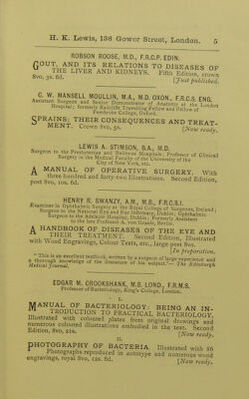 H. K. Lewis, 136 Gower Street, London. 5
ROBSON ROOSE, M.D., F.R.C.P. EDIN.
GOUT, AND ITS RELATIONS TO DISEASES OF
THE LIVER AND KIDNEYS. Fifth Edition, crown
8vo, 3s. 6d. [Just published.
C. W. MANSELL MOULLIN, M.A., M.D. OXON., F.R.C.S. ENG.
Assistant Surgeon and Senior Demonstrator of Anatomy at the London
Hospital; formerly Radcliffe Travelling Fellow and Fellow of
Pembroke College, Oxford.
SPRAINS; THEIR CONSEQUENCES AND TREAT-
MENT. Crown 8vo, 5s. [Now ready.
LEWIS A. STIMSON, B.A., M.D.
Surgeon to the Presbyterian and Bellevue Hospitals; Professor of Clinical
Surgery in the Medical Faculty of the University of the
City of New York, etc.
A MANUAL OF OPERATIVE SURGERY. With
three hundred and forty-two Illustrations. Second Edition,
post 8vo, 10s. 6d.
HENRY R. SWANZY, A.M., M.B., F.R.C.S.I.
Examiner in Ophthalmic Surgery at the Royal College of Surgeons, Ireland;
Surgeon to the National Eye and Ear Infirmary, Dublin; Ophthalmic
Surgeon to the Adelaide Hospital, Dublin; Formerly Assistant
to the late Professor A. von Graefe, Berlin.
A HANDBOOK OF DISEASES OF THE EYE AND
THEIR TREATMENT. Second Edition, Illustrated
with Wood Engravings, Colour Tests, etc., large post 8vo.
[In preparation.
"This is an excellent textbook written by a surgeon of large experience and
a thorough knowledge of the literature of his subject."— The Edinburgh
Medical Journal.
EDGAR M. CROOKSHANK, M.B. LOND., F.R.M.S.
Professor of Bacteriology, King's College, London.
I.
MANUAL OF BACTERIOLOGY: BEING AN IN-
TRODUCTION TO PRACTICAL BACTERIOLOGY,
Illustrated with coloured plates from original drawings and
numerous coloured illustrations embodied in the text. Second
Edition, 8vo, 21s. [Now ready.
II.
PHOTOGRAPHY OF BACTERIA. Illustrated with 86
Photographs reproduced in autotype and numerous wood
engravings, royal 8vo, 12s. 6d. [Now ready.